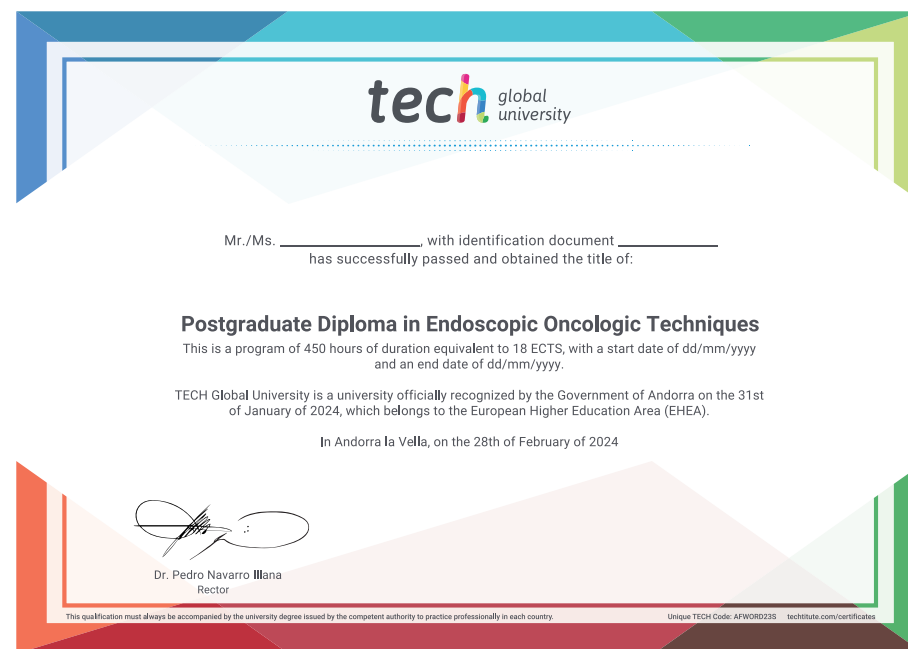 tech global university
Mr./Ms. ____________________, with identification document ______________
has successfully passed and obtained the title of:
Postgraduate Diploma in Endoscopic Oncologic Techniques
This is a program of 450 hours of duration equivalent to 18 ECTS, with a start date of dd/mm/yyyy
and an end date of dd/mm/yyyy.
TECH Global University is a university officially recognized by the Government of Andorra on the 31st
of January of 2024, which belongs to the European Higher Education Area (EHEA).
In Andorra la Vella, on the 28th of February of 2024
Dr. Pedro Navarro Illana
Rector
This qualification must always be accompanied by the university degree issued by the competent authority to practice professionally in each country. Unique TECH Code: AFWORD23S techtitute.com/certificates